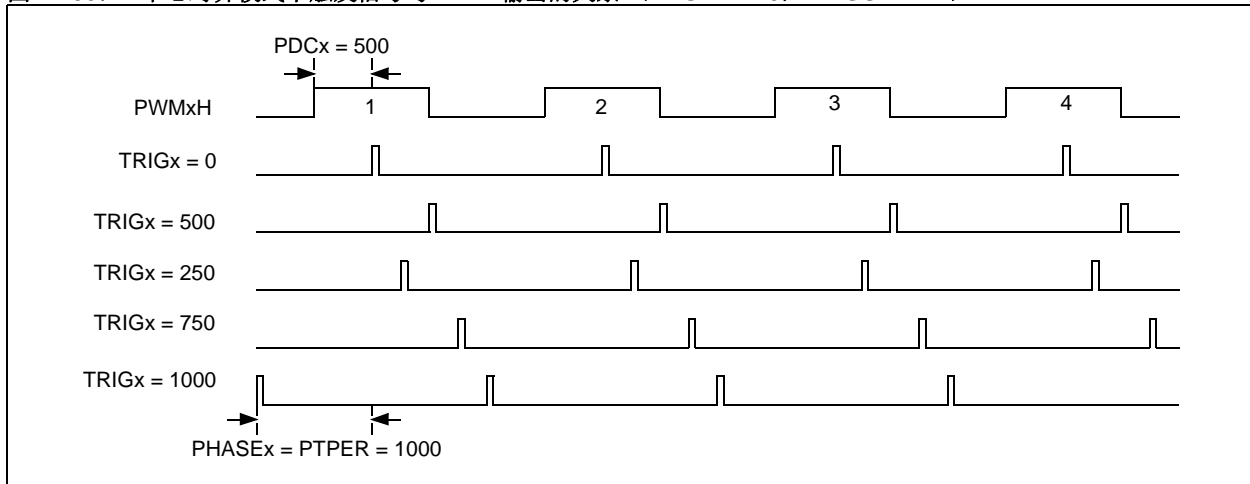 PDCx = 500
PWMxH
1
2
3
4
TRIGx = 0
TRIGx = 500
TRIGx = 250
TRIGx = 750
TRIGx = 1000
PHASEx = PTPER = 1000